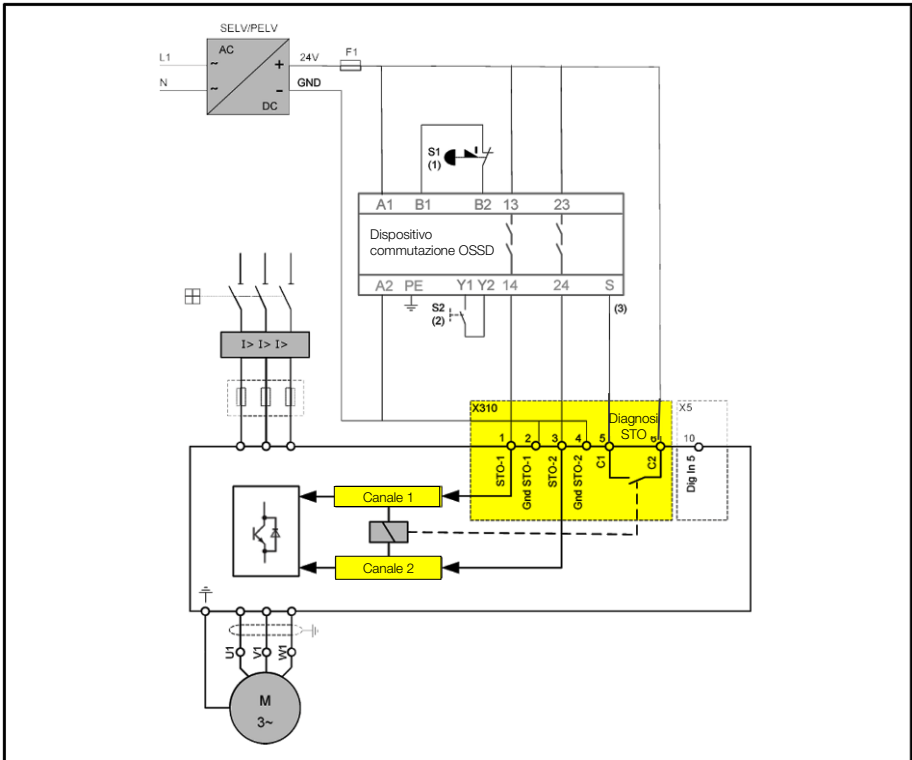 SELV/PELV
L1
AC
~
+
24V
F1
N
~
-
GND
DC
S1
(1)
A1 B1 B2 13 23
Dispositivo
commutazione OSSD
A2 PE Y1 Y2 14 24 S
S2
(2)
(3)
I> I> I>
X310
Diagnosi
STO
X5
1 2 3 4 5 6 10
STO-1
Gnd STO-1
STO-2
Gnd STO-2
C1
C2
Dig In 5
Canale 1
Canale 2
U1
V1
W1
M
3~